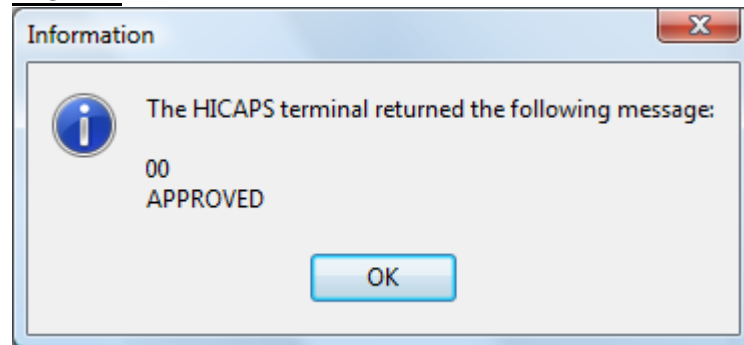 Information
The HICAPS terminal returned the following message:
00
APPROVED
OK